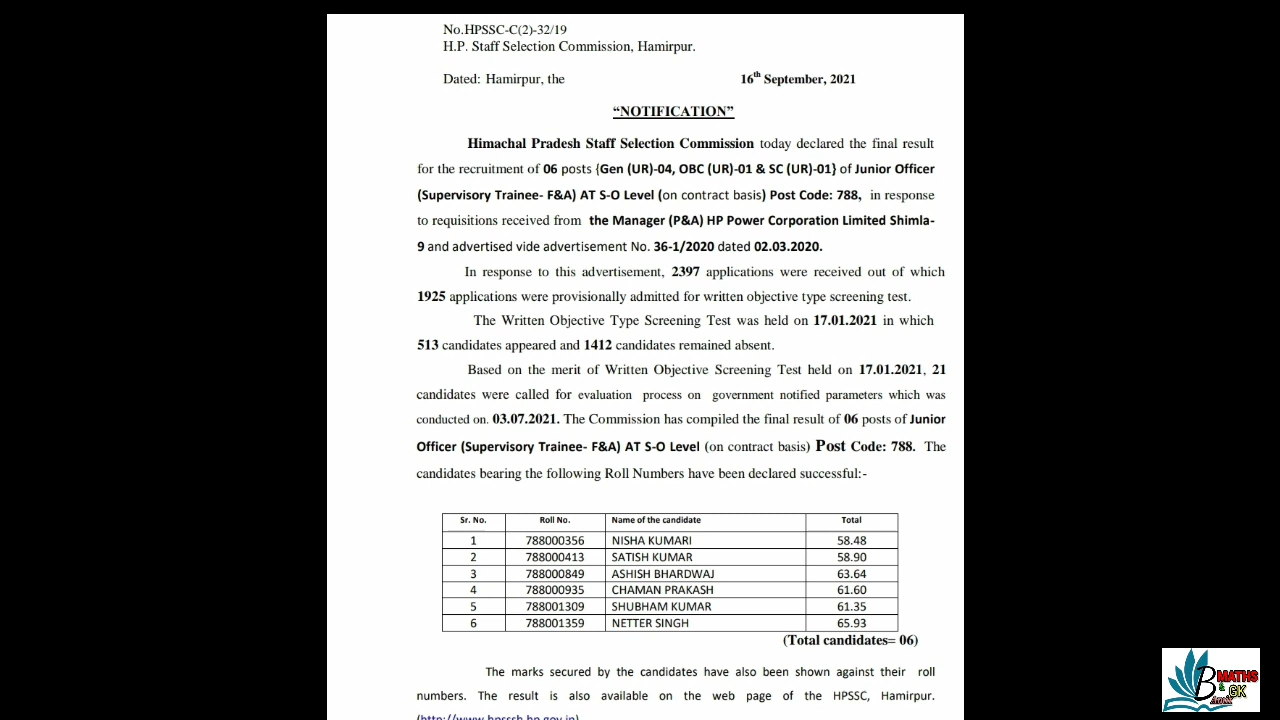 No.HPSSC-C(2)-32/19
H.P. Staff Selection Commission, Hamirpur.
Dated: Hamirpur, the 16th September, 2021
“NOTIFICATION”
Himachal Pradesh Staff Selection Commission today declared the final result
for the recruitment of 06 posts {Gen (UR)-04, OBC (UR)-01 & SC (UR)-01} of Junior Officer
(Supervisory Trainee- F&A) AT S-O Level (on contract basis) Post Code: 788, in response
to requisitions received from the Manager (P&A) HP Power Corporation Limited Shimla-
9 and advertised vide advertisement No. 36-1/2020 dated 02.03.2020.
In response to this advertisement, 2397 applications were received out of which
1925 applications were provisionally admitted for written objective type screening test.
The Written Objective Type Screening Test was held on 17.01.2021 in which
513 candidates appeared and 1412 candidates remained absent.
Based on the merit of Written Objective Screening Test held on 17.01.2021, 21
candidates were called for evaluation process on government notified parameters which was
conducted on. 03.07.2021. The Commission has compiled the final result of 06 posts of Junior
Officer (Supervisory Trainee- F&A) AT S-O Level (on contract basis) Post Code: 788. The
candidates bearing the following Roll Numbers have been declared successful:-
Sr. No. Roll No. Name of the candidate Total
1 788000356 NISHA KUMARI 58.48
2 788000413 SATISH KUMAR 58.90
3 788000849 ASHISH BHARDWAJ 63.64
4 788000935 CHAMAN PRAKASH 61.60
5 788001309 SHUBHAM KUMAR 61.35
6 788001359 NETTER SINGH 65.93
(Total candidates= 06)
The marks secured by the candidates have also been shown against their roll
numbers. The result is also available on the web page of the HPSSC, Hamirpur.
(http://www.hpsssb.hp.gov.in)
B MATHS
& GK